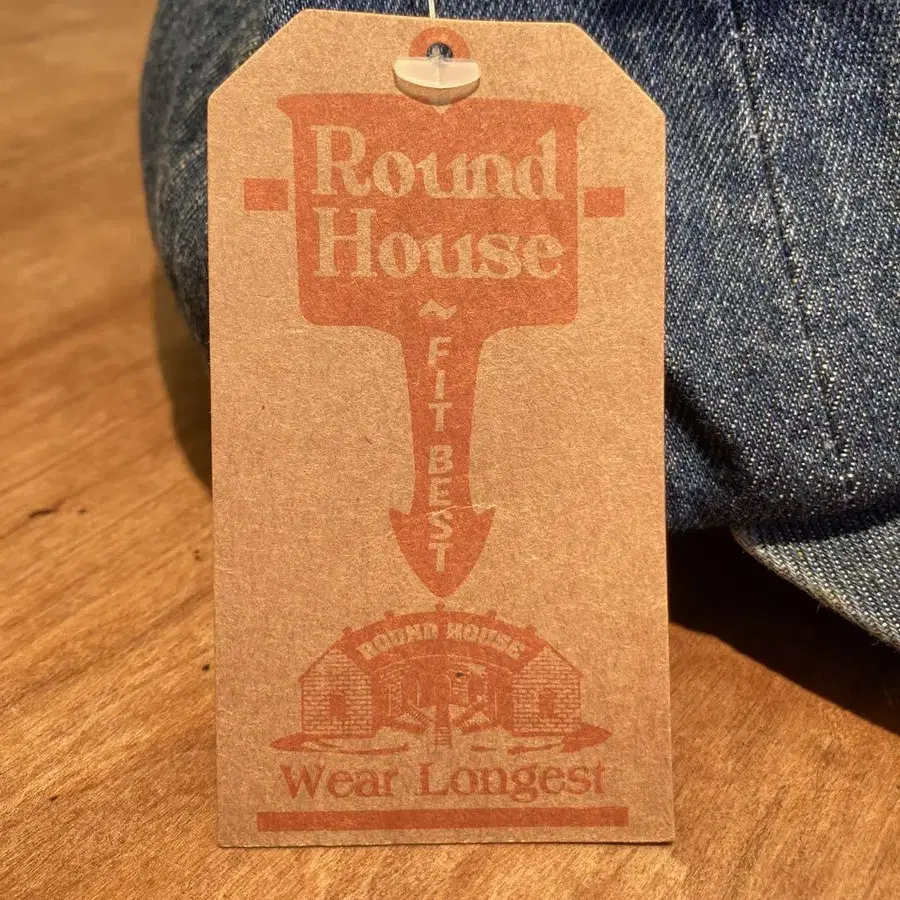 Round
House
~
FIT BEST
ROUND HOUSE
Wear Longest